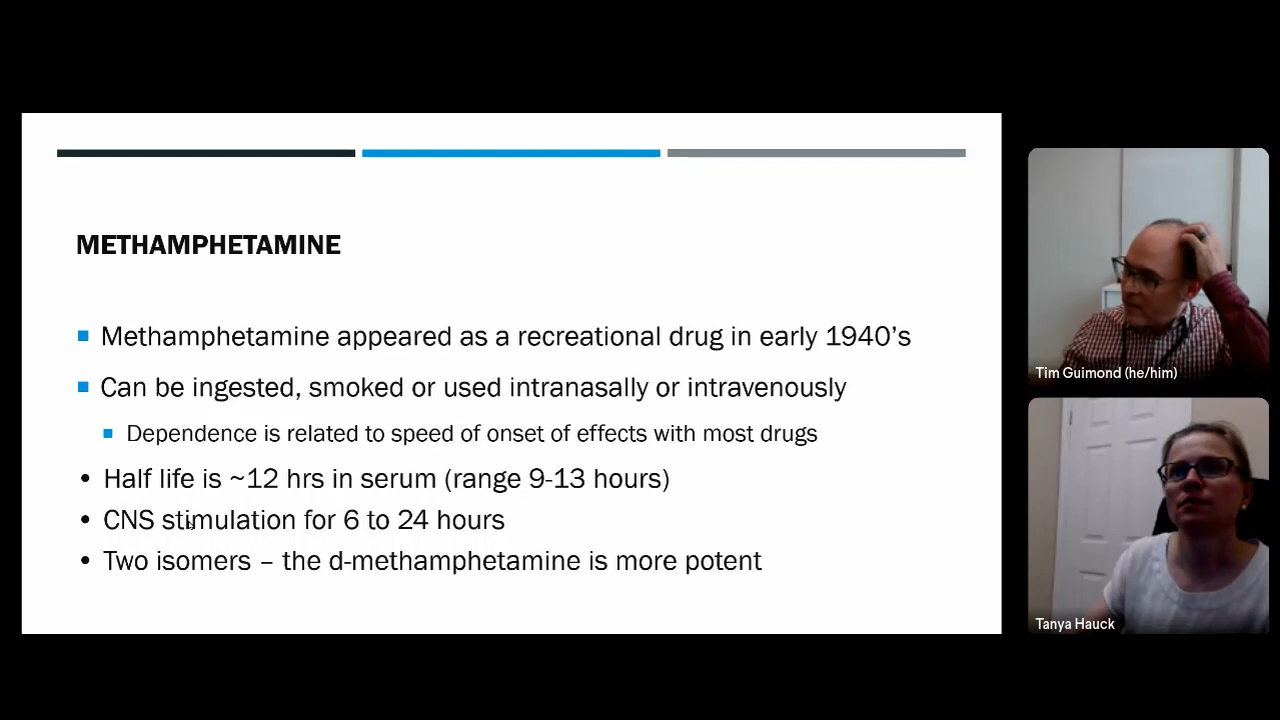 METHAMPHETAMINE
Methamphetamine appeared as a recreational drug in early 1940’s
Can be ingested, smoked or used intranasally or intravenously
Dependence is related to speed of onset of effects with most drugs
Half life is ~12 hrs in serum (range 9-13 hours)
CNS stimulation for 6 to 24 hours
Two isomers – the d-methamphetamine is more potent
Tim Guimond (he/him)
Tanya Hauck